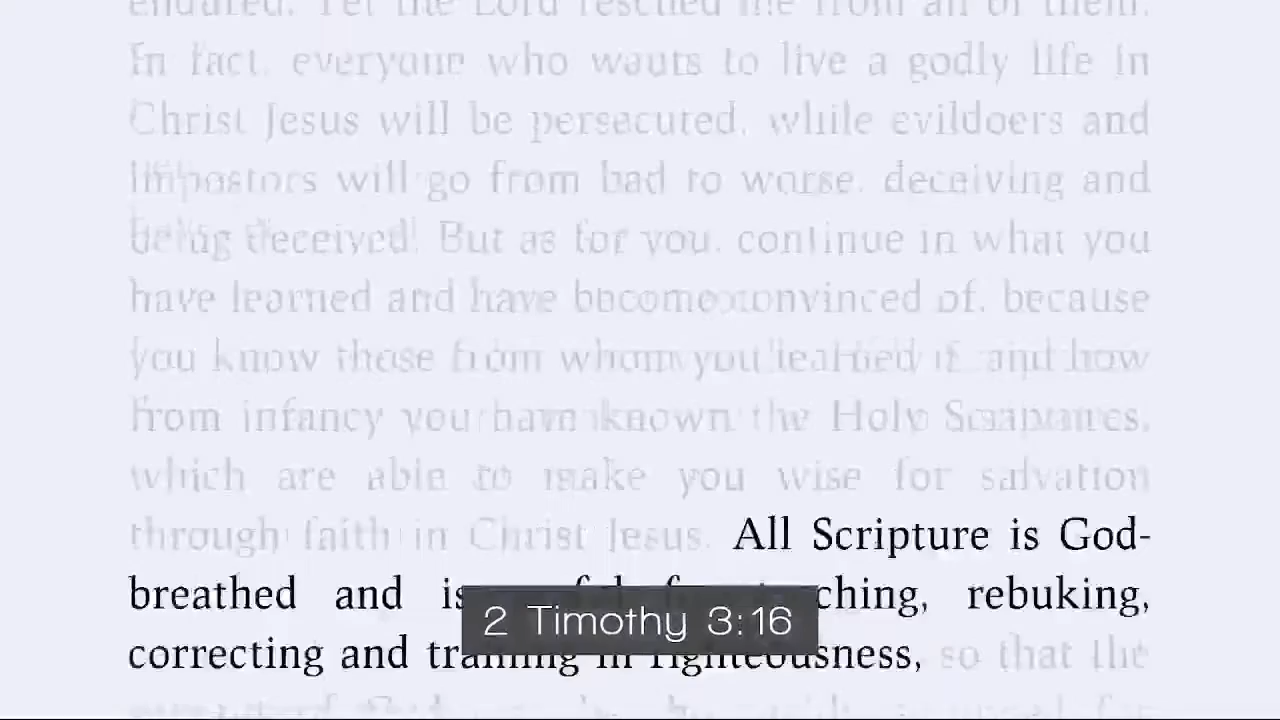 endured. Yet the Lord rescued me from all of them.
In fact, everyone who wants to live a godly life in
Christ Jesus will be persecuted, while evildoers and
impostors will go from bad to worse, deceiving and
being deceived. But as for you, continue in what you
have learned and have become convinced of, because
you know those from whom you learned it, and how
from infancy you have known the Holy Scriptures,
which are able to make you wise for salvation
through faith in Christ Jesus. All Scripture is God-
breathed and is for rebuking,
2 Timothy 3:16
correcting and training in righteousness, so that the